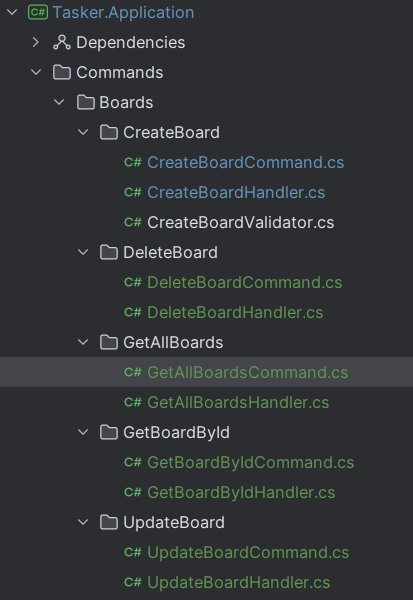 C# Tasker.Application
Dependencies
Commands
Boards
CreateBoard
C# CreateBoardCommand.cs
C# CreateBoardHandler.cs
C# CreateBoardValidator.cs
DeleteBoard
C# DeleteBoardCommand.cs
C# DeleteBoardHandler.cs
GetAllBoards
C# GetAllBoardsCommand.cs
C# GetAllBoardsHandler.cs
GetBoardById
C# GetBoardByIdCommand.cs
C# GetBoardByIdHandler.cs
UpdateBoard
C# UpdateBoardCommand.cs
C# UpdateBoardHandler.cs